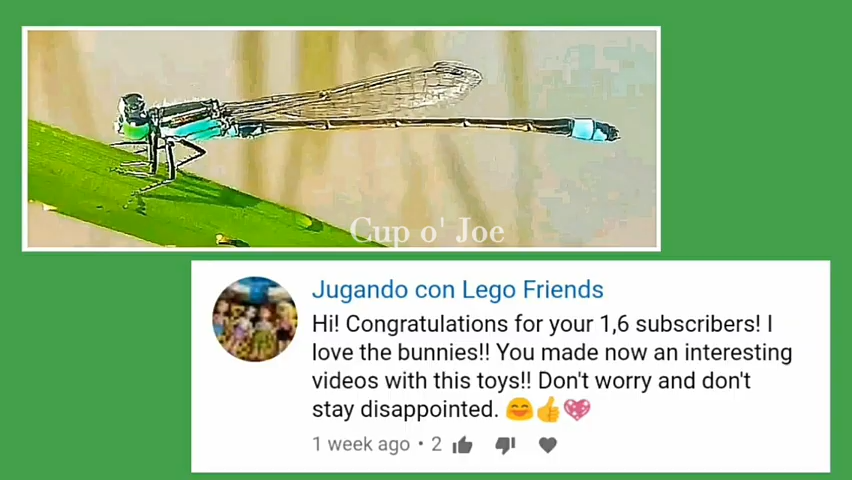 Cup o' Joe
Jugando con Lego Friends
Hi! Congratulations for your 1,6 subscribers! I
love the bunnies!! You made now an interesting
videos with this toys!! Don't worry and don't
stay disappointed. 🤗👍💖
1 week ago • 2